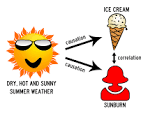 ICE CREAM
causation
correlation
causation
DRY, HOT AND SUNNY
SUMMER WEATHER
SUNBURN